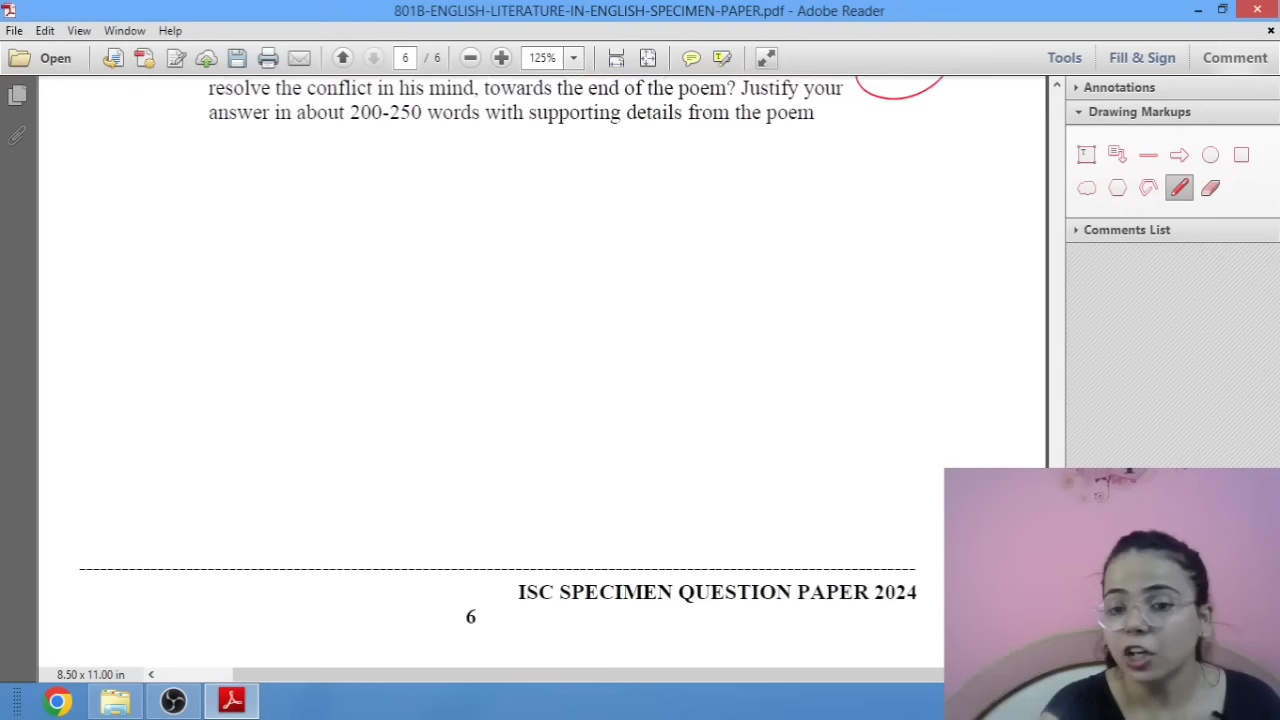 801B-ENGLISH-LITERATURE-IN-ENGLISH-SPECIMEN-PAPER.pdf - Adobe Reader
File Edit View Window Help
Open 6 / 6 125% Tools Fill & Sign Comment
resolve the conflict in his mind, towards the end of the poem? Justify your
answer in about 200-250 words with supporting details from the poem
Annotations
Drawing Markups
Comments List
ISC SPECIMEN QUESTION PAPER 2024
6
8.50 x 11.00 in